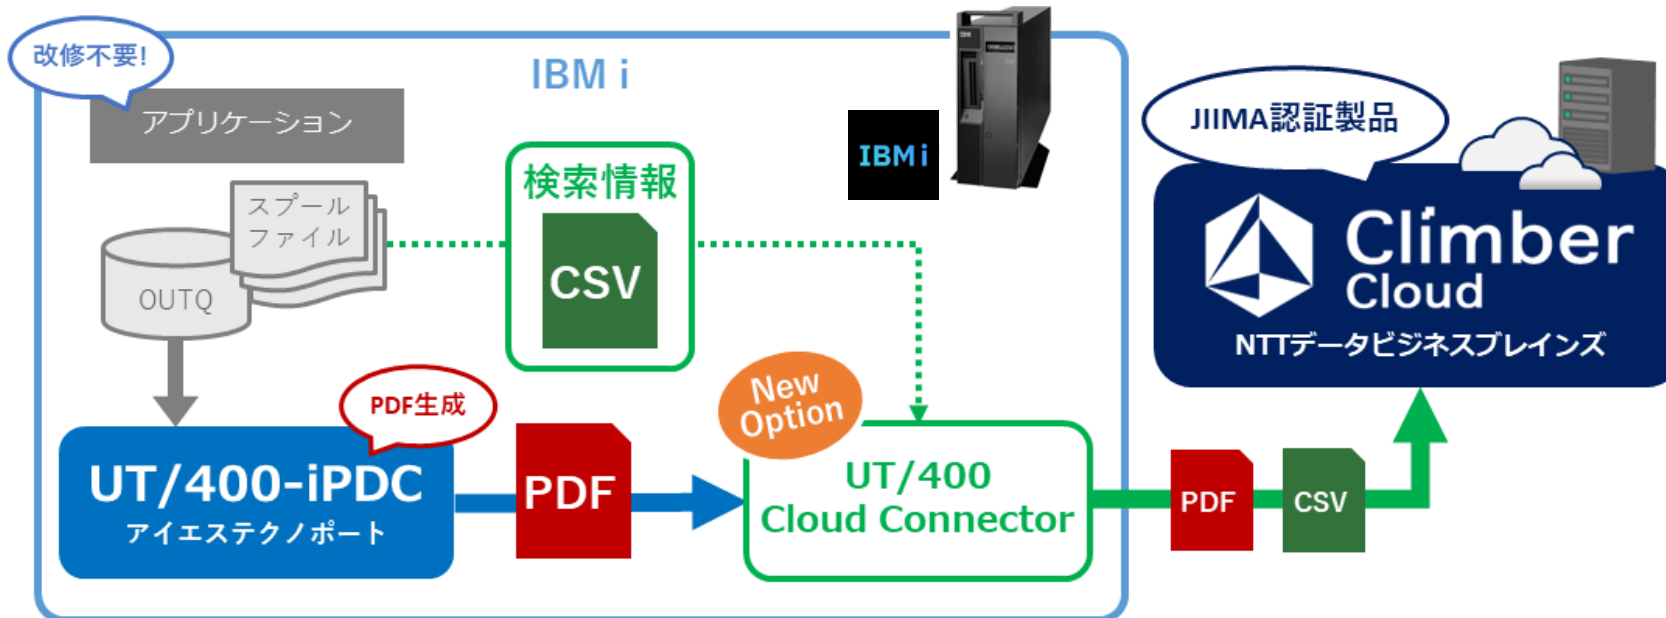 改修不要!
IBM i
アプリケーション
IBM i
JIIMA認証製品
検索情報
スプール
ファイル
CSV
OUTQ
Climber
Cloud
NTTデータビジネスブレインズ
New
Option
PDF生成
UT/400-iPDC
アイエステクノポート
PDF
UT/400
Cloud Connector
PDF
CSV